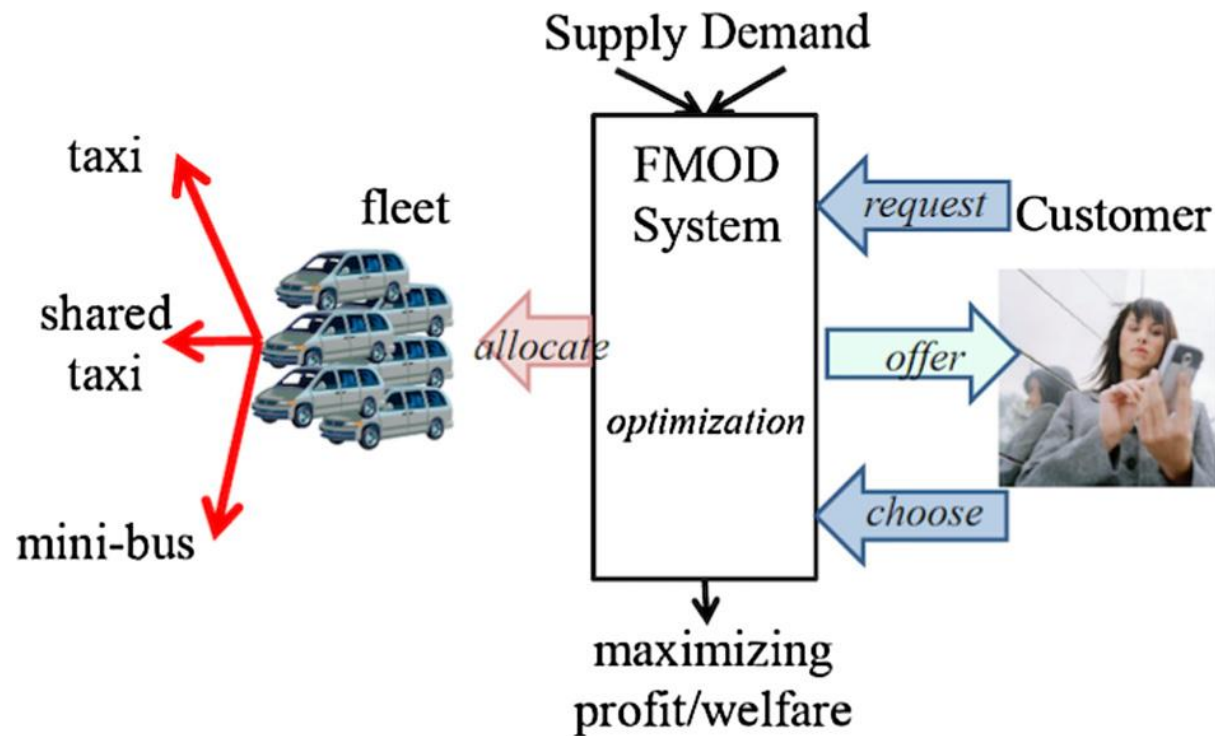 Supply Demand
taxi
shared
taxi
mini-bus
fleet
allocate
FMOD
System
optimization
request
Customer
offer
choose
maximizing
profit/welfare